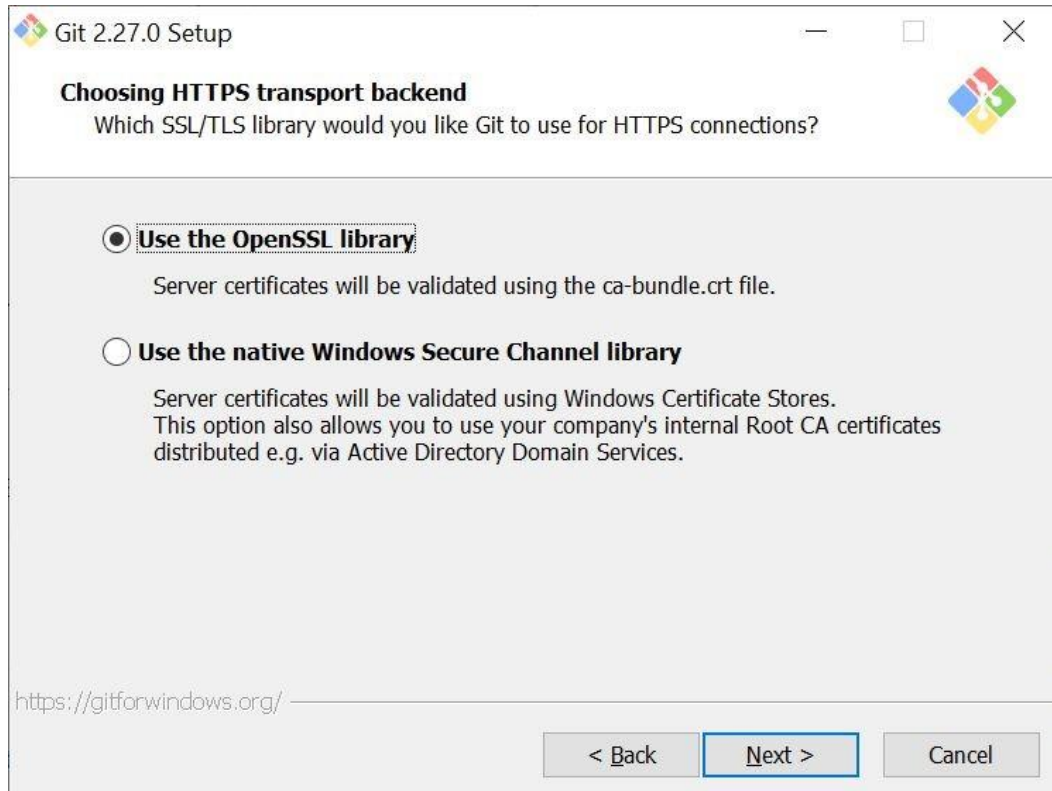 Git 2.27.0 Setup
Choosing HTTPS transport backend
Which SSL/TLS library would you like Git to use for HTTPS connections?
Use the OpenSSL library
Server certificates will be validated using the ca-bundle.crt file.
Use the native Windows Secure Channel library
Server certificates will be validated using Windows Certificate Stores.
This option also allows you to use your company's internal Root CA certificates
distributed e.g. via Active Directory Domain Services.
https://gitforwindows.org/
< Back Next > Cancel